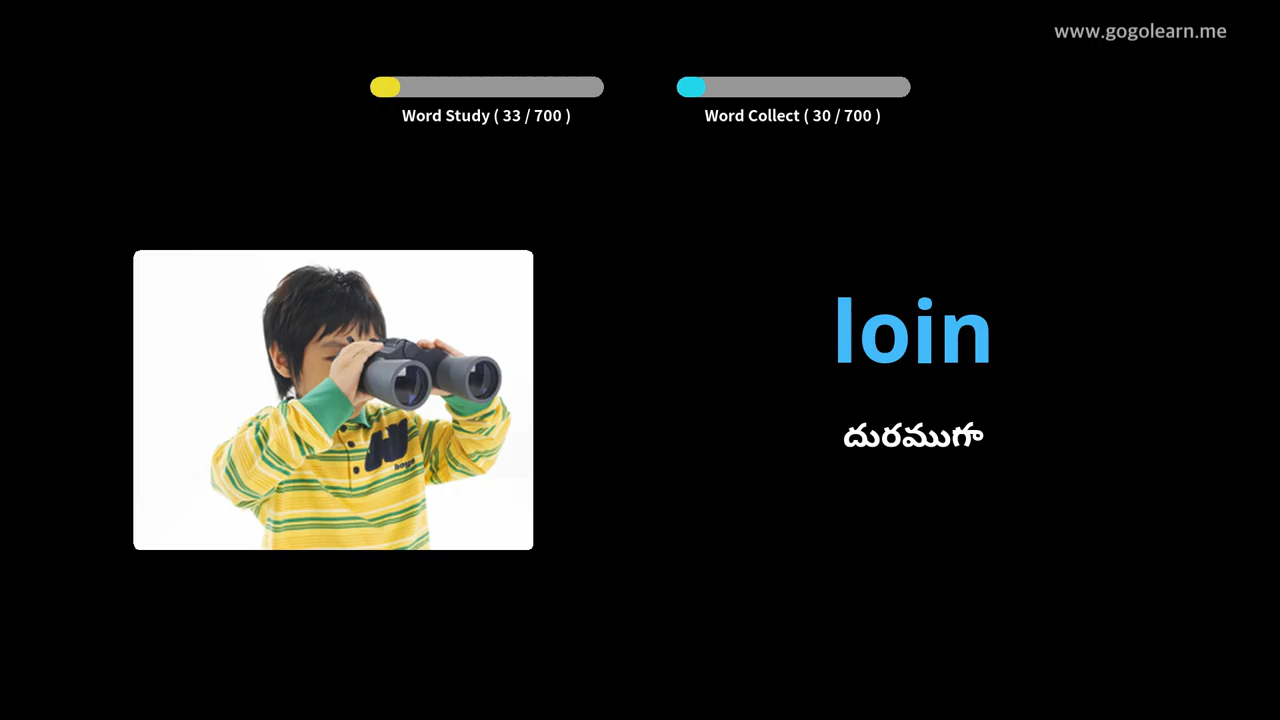 www.gogolearn.me
Word Study ( 33 / 700 )
Word Collect ( 30 / 700 )
loin
దురముగా